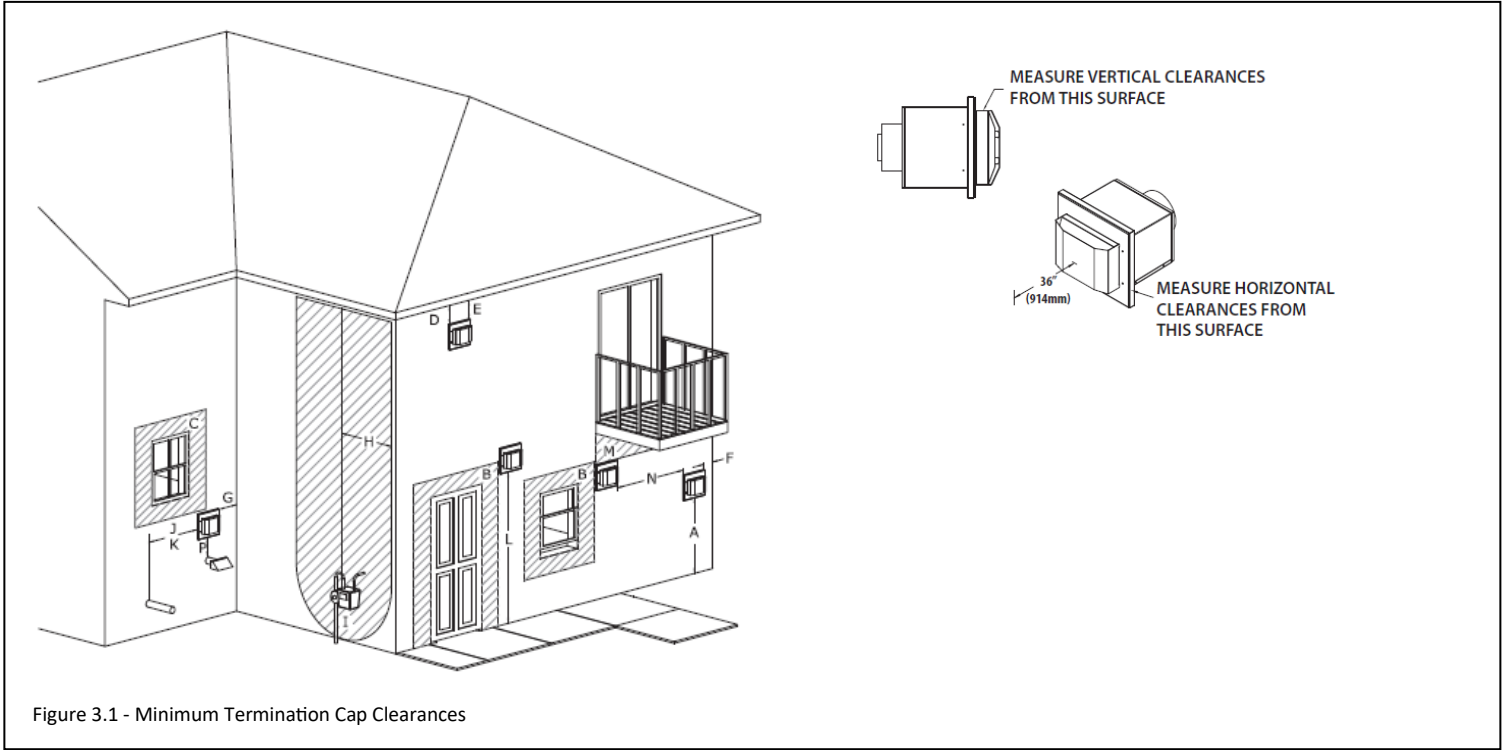 MEASURE VERTICAL CLEARANCES
FROM THIS SURFACE
36"
(914mm)
MEASURE HORIZONTAL
CLEARANCES FROM
THIS SURFACE
D
E
C
H
G
J
K
P
I
B
L
B
M
N
F
A
Figure 3.1 - Minimum Termination Cap Clearances